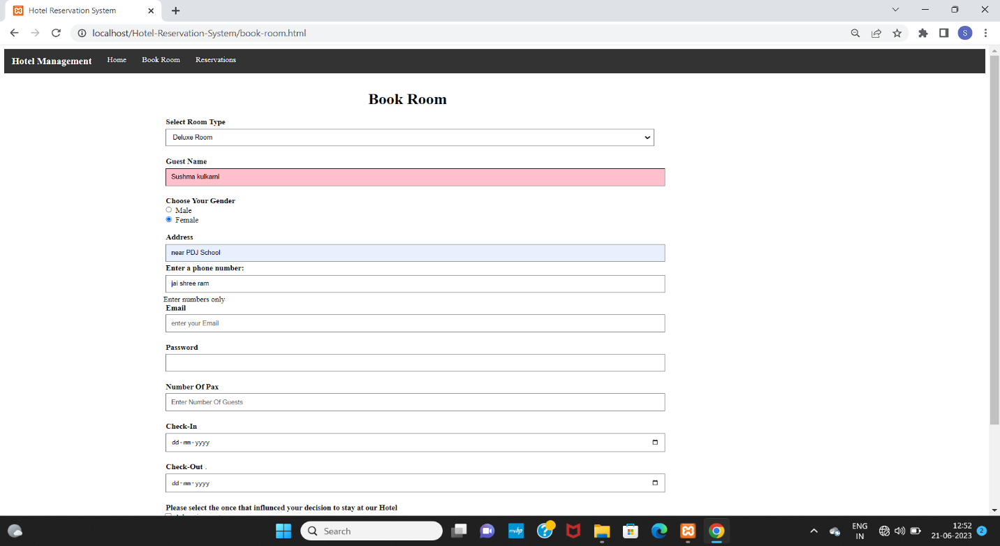 Hotel Reservation System
localhost/Hotel-Reservation-System/book-room.html
S
Hotel Management Home Book Room Reservations
Book Room
Select Room Type
Deluxe Room
Guest Name
Sushma kulkarni
Choose Your Gender
Male
Female
Address
near PDJ School
Enter a phone number:
jai shree ram
Enter numbers only
Email
enter your Email
Password
Number Of Pax
Enter Number Of Guests
Check-In
dd-mm-yyyy
Check-Out .
dd-mm-yyyy
Please select the once that influnced your decision to stay at our Hotel
Search
myhp
ENG
IN
12:52
21-06-2023
2